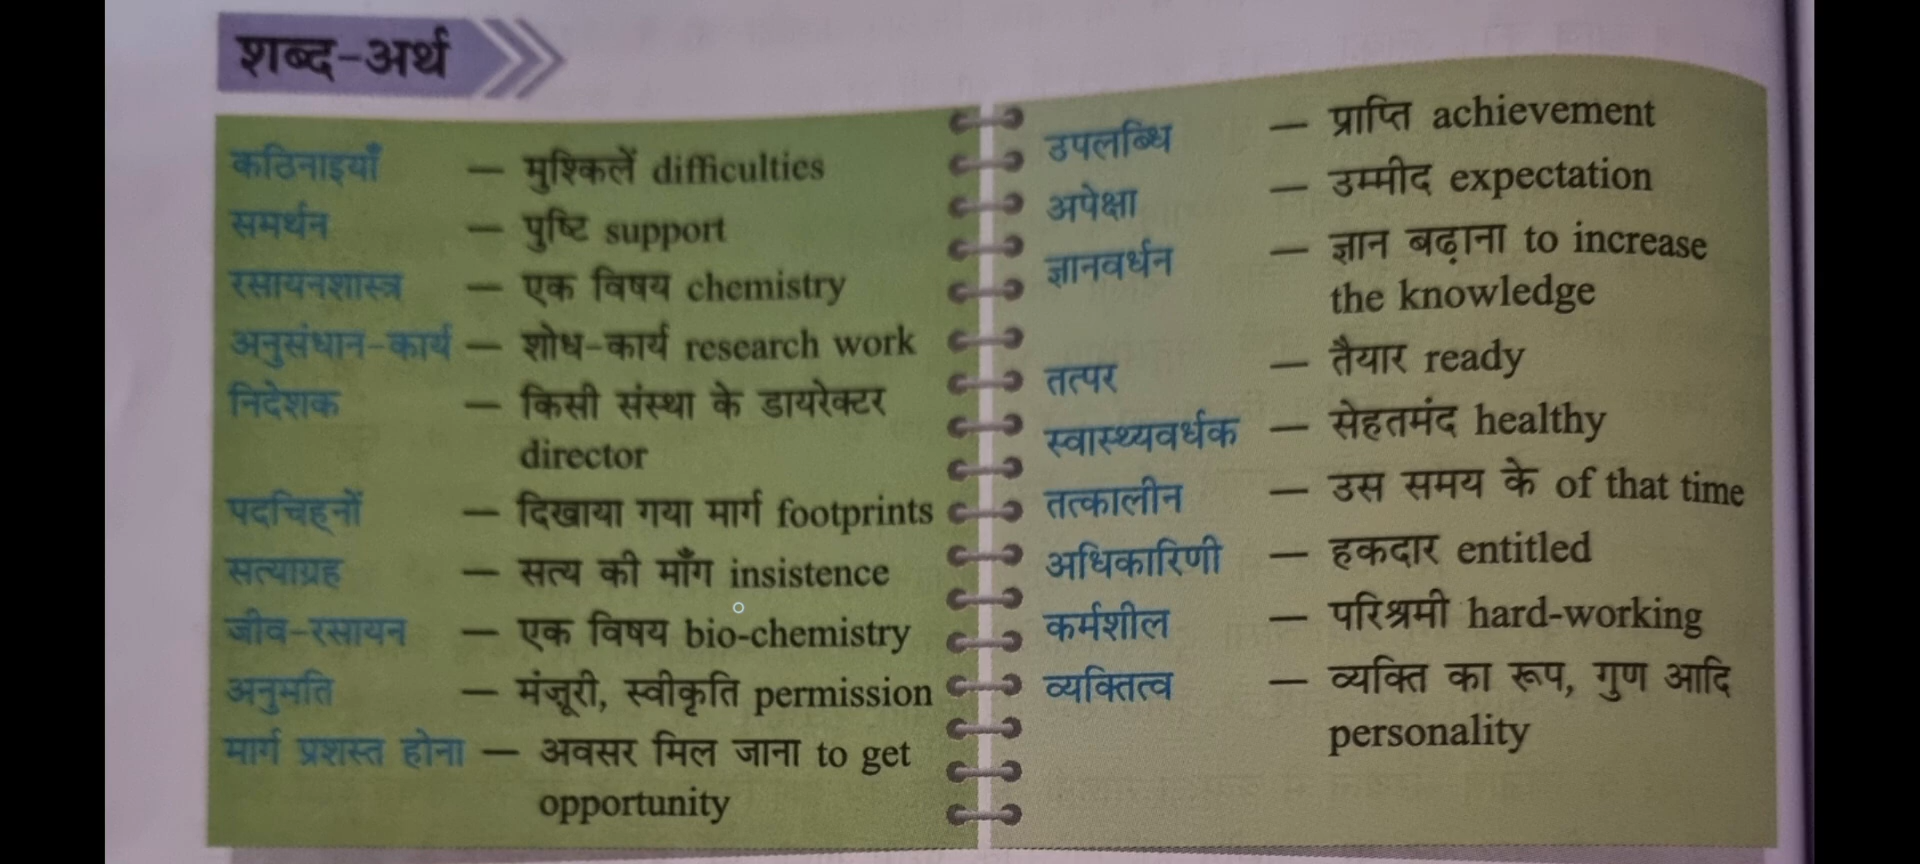 शब्द-अर्थ
कठिनाइयाँ — मुश्किलें difficulties
समर्थन — पुष्टि support
रसायनशास्त्र — एक विषय chemistry
अनुसंधान-कार्य — शोध-कार्य research work
निदेशक — किसी संस्था के डायरेक्टर
director
पदचिह्नों — दिखाया गया मार्ग footprints
सत्याग्रह — सत्य की माँग insistence
जीव-रसायन — एक विषय bio-chemistry
अनुमति — मंज़ूरी, स्वीकृति permission
मार्ग प्रशस्त होना — अवसर मिल जाना to get
opportunity
उपलब्धि — प्राप्ति achievement
अपेक्षा — उम्मीद expectation
ज्ञानवर्धन — ज्ञान बढ़ाना to increase
the knowledge
तत्पर — तैयार ready
स्वास्थ्यवर्धक — सेहतमंद healthy
तत्कालीन — उस समय के of that time
अधिकारिणी — हकदार entitled
कर्मशील — परिश्रमी hard-working
व्यक्तित्व — व्यक्ति का रूप, गुण आदि
personality